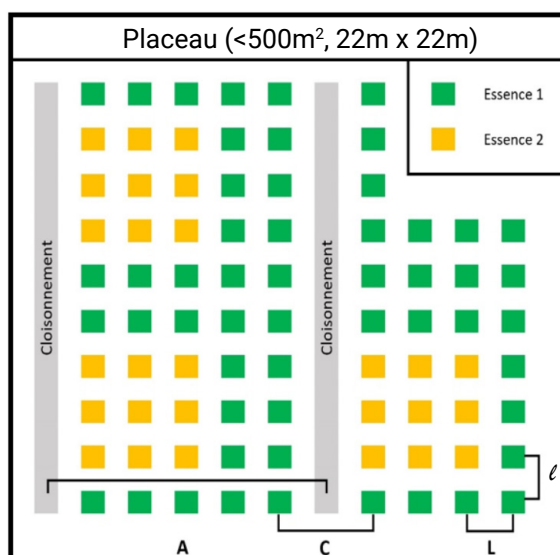 Placeau (<500m², 22m x 22m)
Essence 1
Essence 2
Cloisonnement
Cloisonnement
ℓ
A
C
L